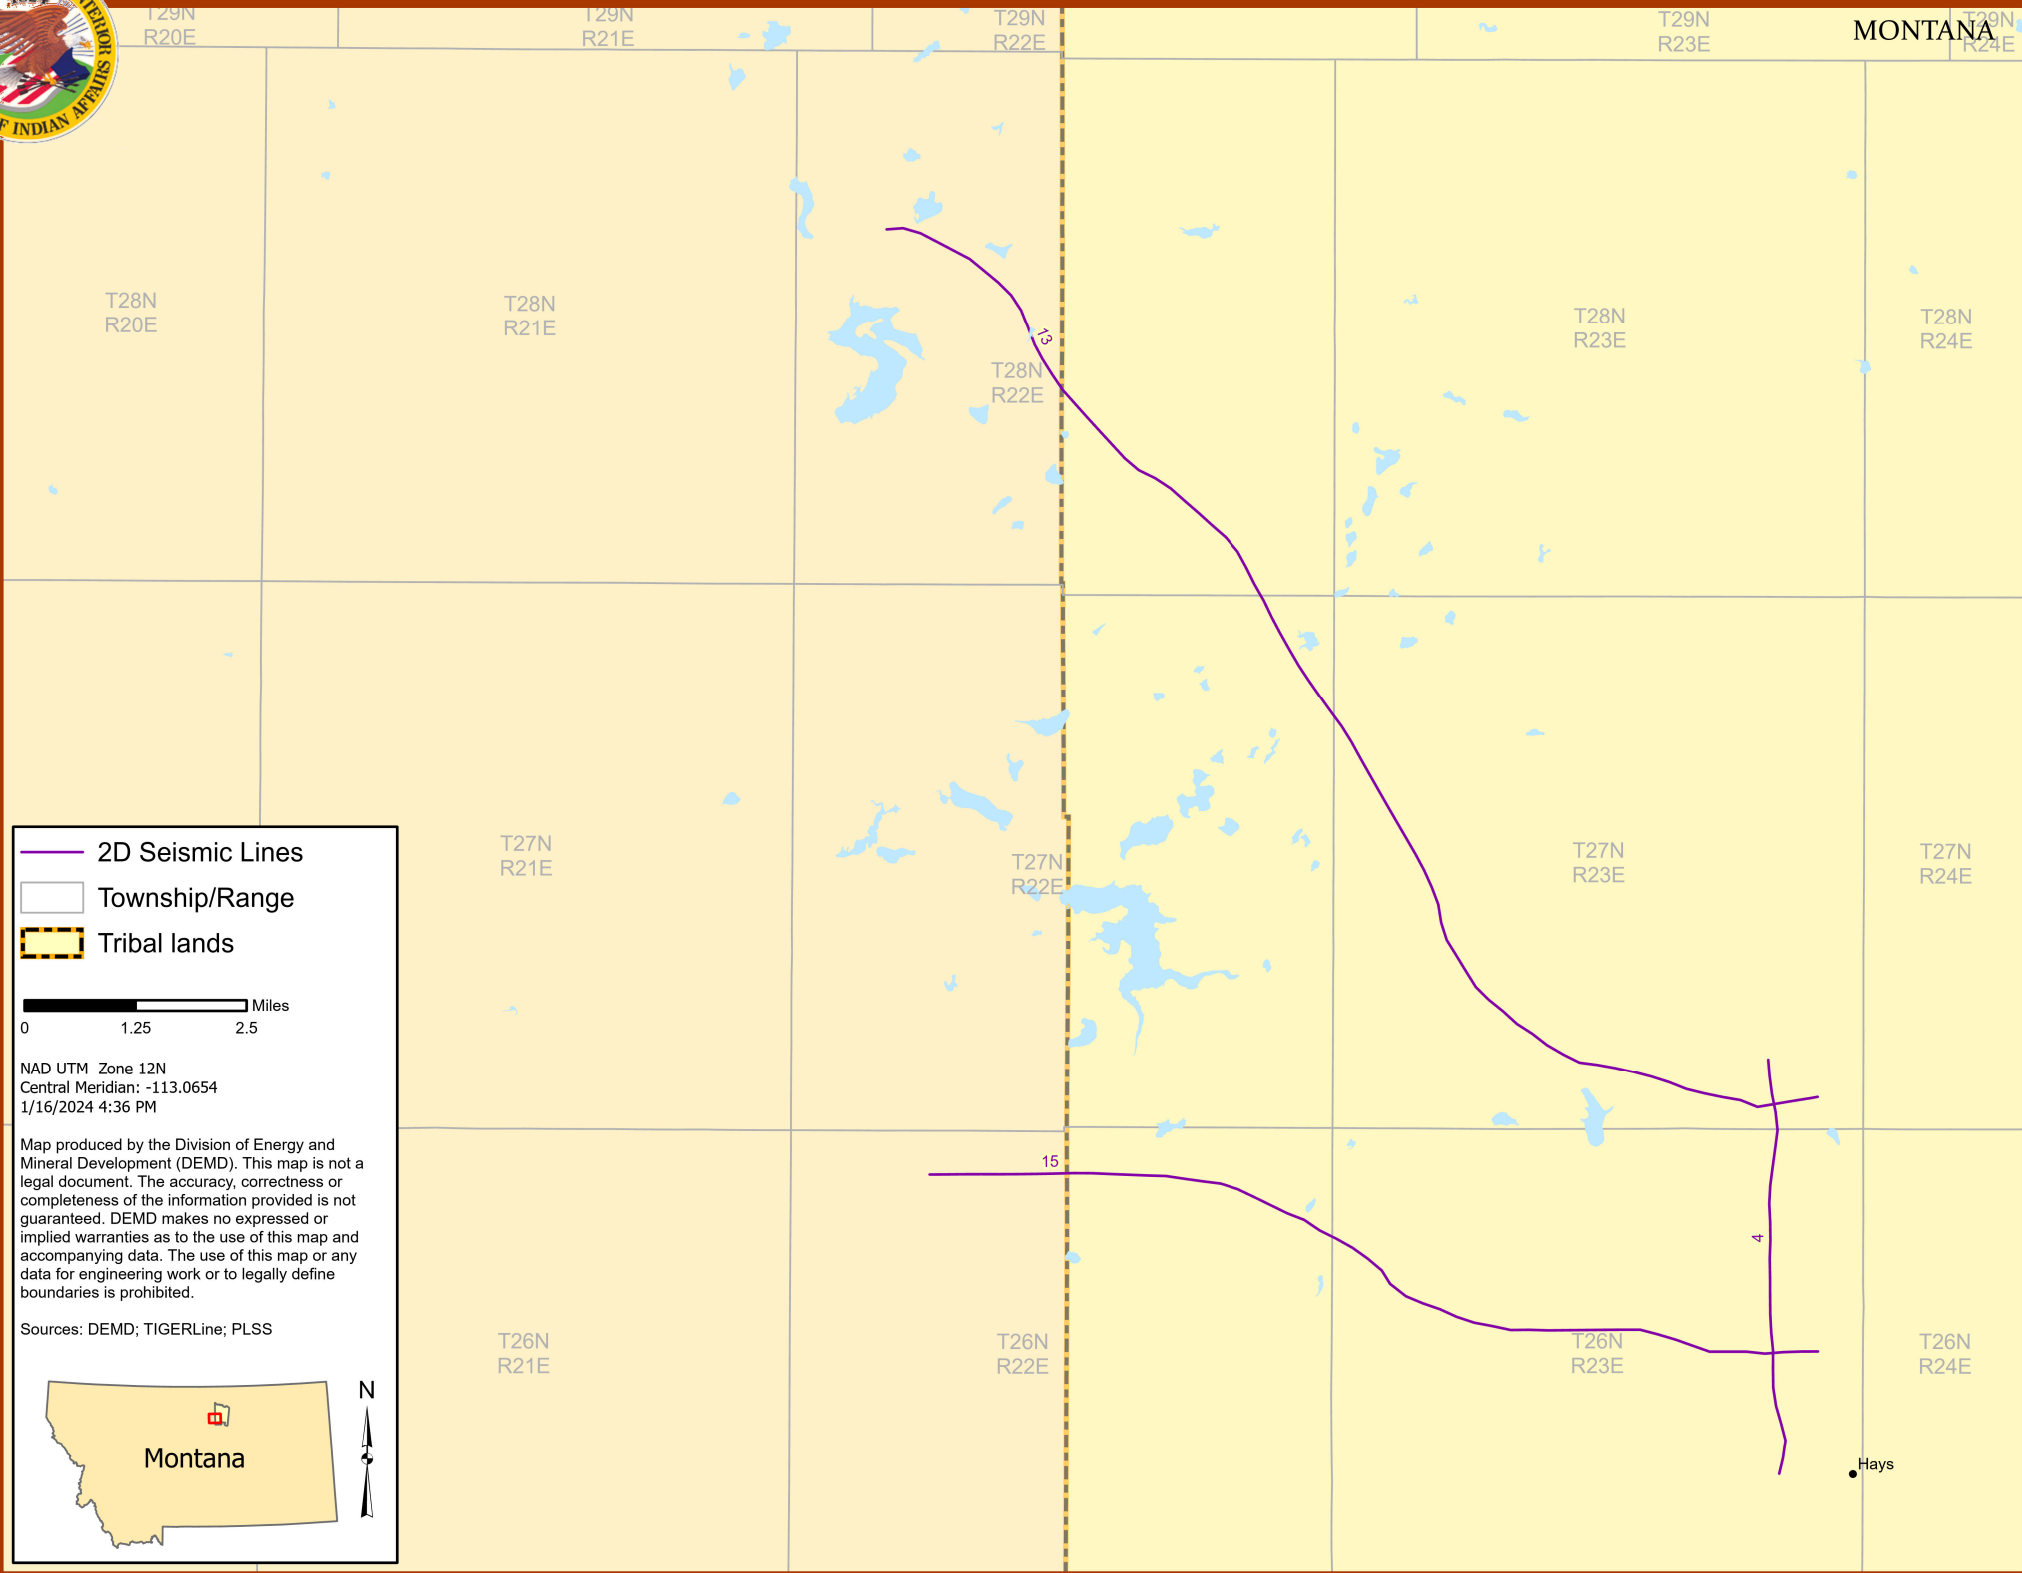 MONTANA
T29N
R20E
T29N
R21E
T29N
R22E
T29N
R23E
T29N
R24E
INTERIOR
F INDIAN AFFAIRS
T28N
R20E
T28N
R21E
T28N
R22E
T28N
R23E
T28N
R24E
13
T27N
R21E
T27N
R22E
T27N
R23E
T27N
R24E
15
4
T26N
R21E
T26N
R22E
T26N
R23E
T26N
R24E
Hays
2D Seismic Lines
Township/Range
Tribal lands
Miles
0 1.25 2.5
NAD UTM  Zone 12N
Central Meridian: -113.0654
1/16/2024 4:36 PM
Map produced by the Division of Energy and
Mineral Development (DEMD). This map is not a
legal document. The accuracy, correctness or
completeness of the information provided is not
guaranteed. DEMD makes no expressed or
implied warranties as to the use of this map and
accompanying data. The use of this map or any
data for engineering work or to legally define
boundaries is prohibited.
Sources: DEMD; TIGERLine; PLSS
N
Montana